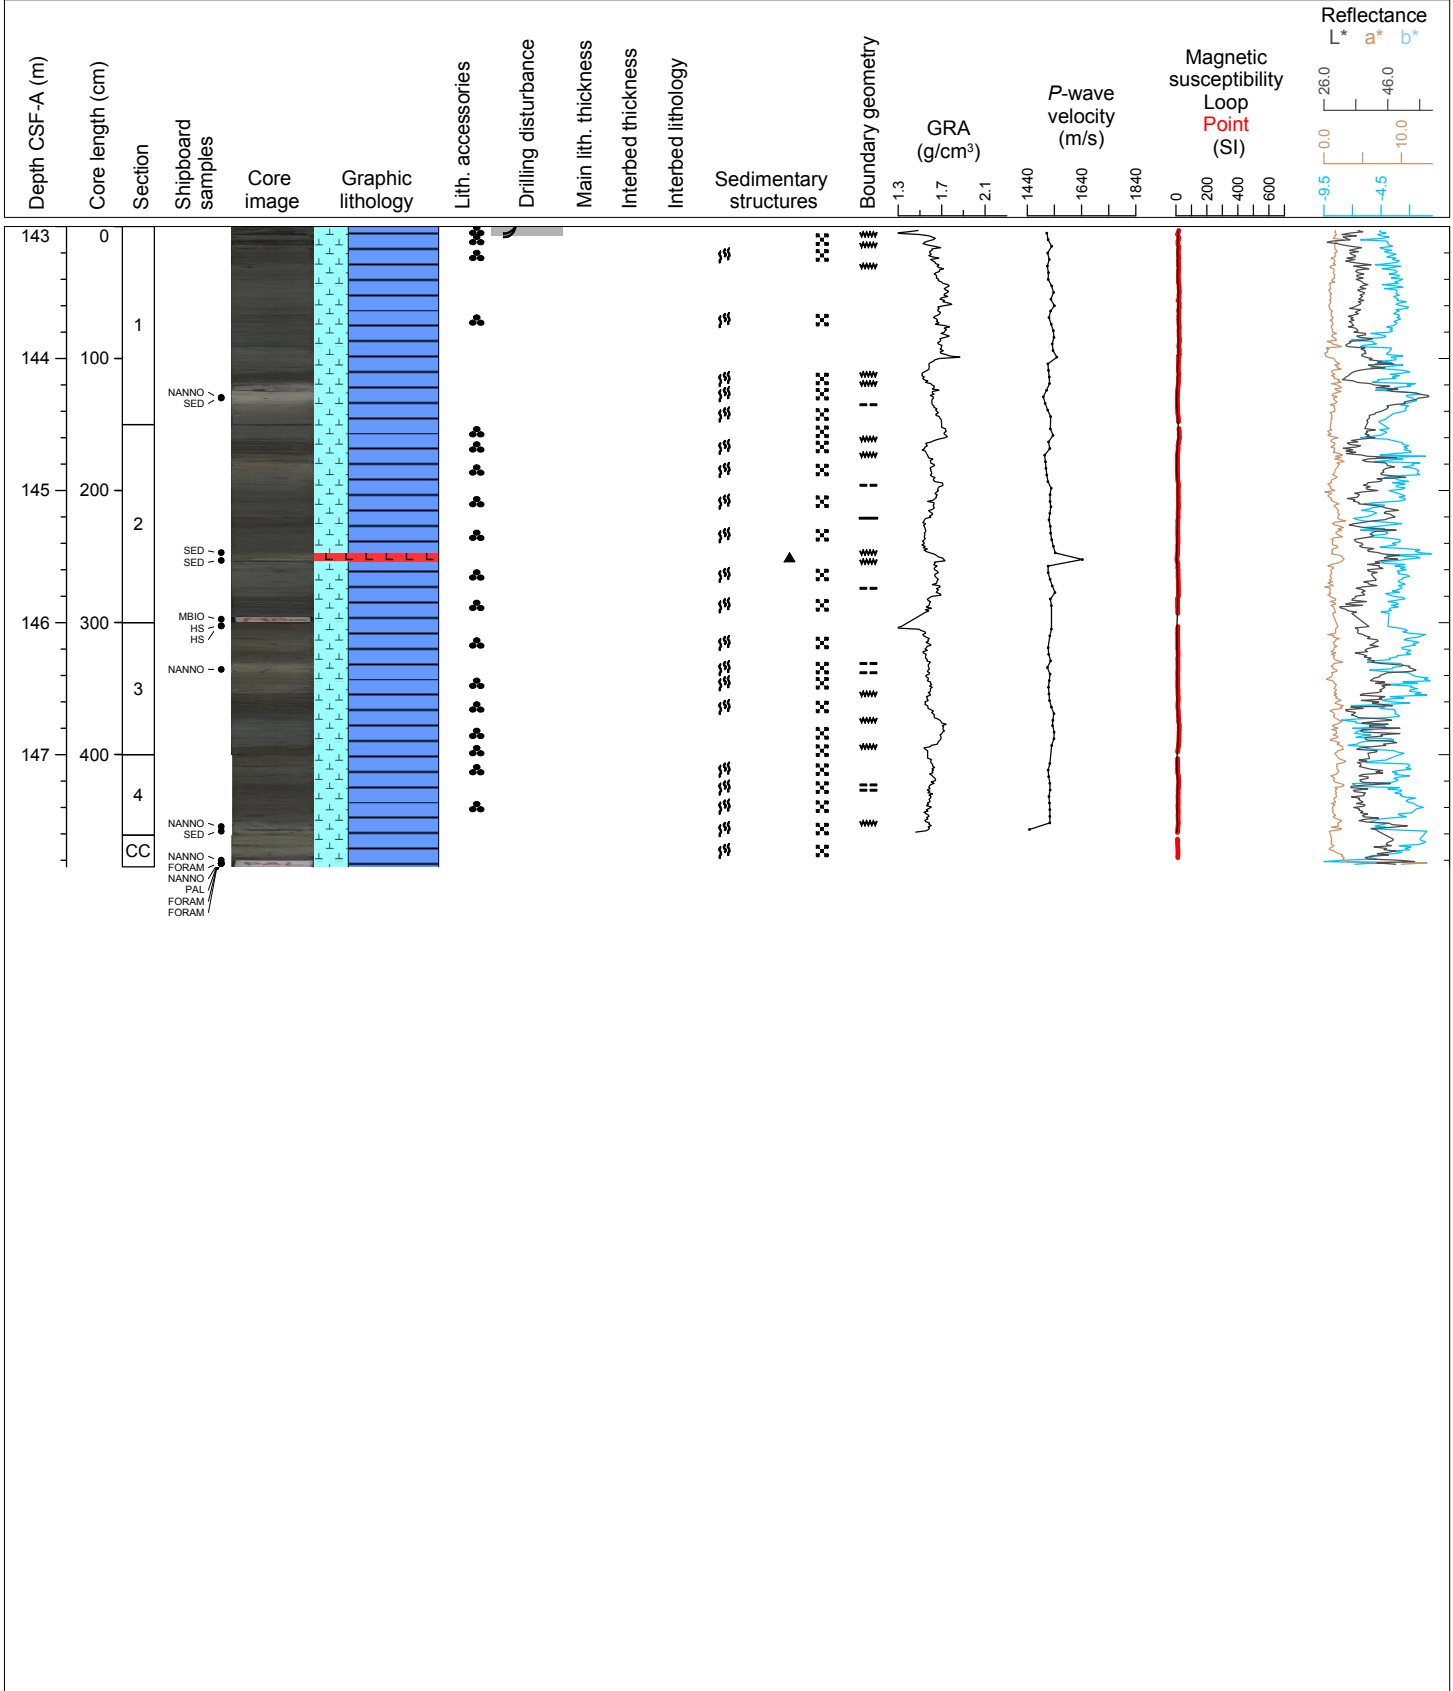 Depth CSF-A (m)
Core length (cm)
Section
Shipboard
samples
Core
image
Graphic
lithology
Lith. accessories
Drilling disturbance
Main lith. thickness
Interbed thickness
Interbed lithology
Sedimentary
structures
Boundary geometry
GRA
(g/cm³)
1.3 1.7 2.1
P-wave
velocity
(m/s)
1440 1640 1840
Magnetic
susceptibility
Loop
Point
(SI)
0 200 400 600
Reflectance
L* a* b*
26.0 46.0
0.0 10.0
-9.5 -4.5
143 0
1
144 100
NANNO
SED
145 200
2
SED
SED
MBIO
146 300
HS
HS
NANNO
3
147 400
4
NANNO
SED
CC
NANNO
FORAM
NANNO
PAL
FORAM
FORAM